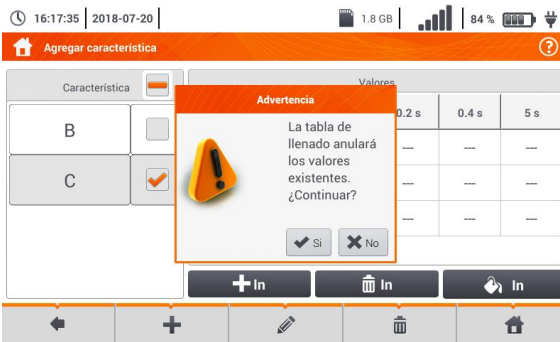 16:17:35 2018-07-20 1.8 GB 84 %
Agregar característica ?
Característica
Valores
0.2 s 0.4 s 5 s
B --- --- ---
C --- --- ---
--- --- ---
Advertencia
La tabla de
llenado anulará
los valores
existentes.
¿Continuar?
Si No
In In In